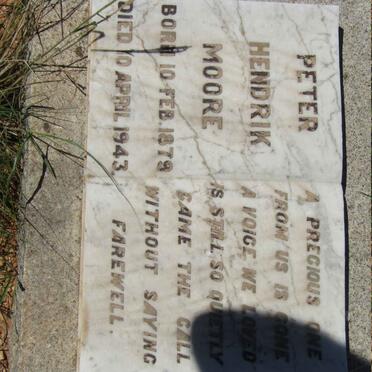 PETER
HENDRIK
MOORE
BORN 10 FEB 1879
DIED 10 APRIL 1943
A PRECIOUS ONE
FROM US IS GONE
A VOICE WE LOVED
IS STILL SO QUIETLY
CAME THE CALL
WITHOUT SAYING
FAREWELL.